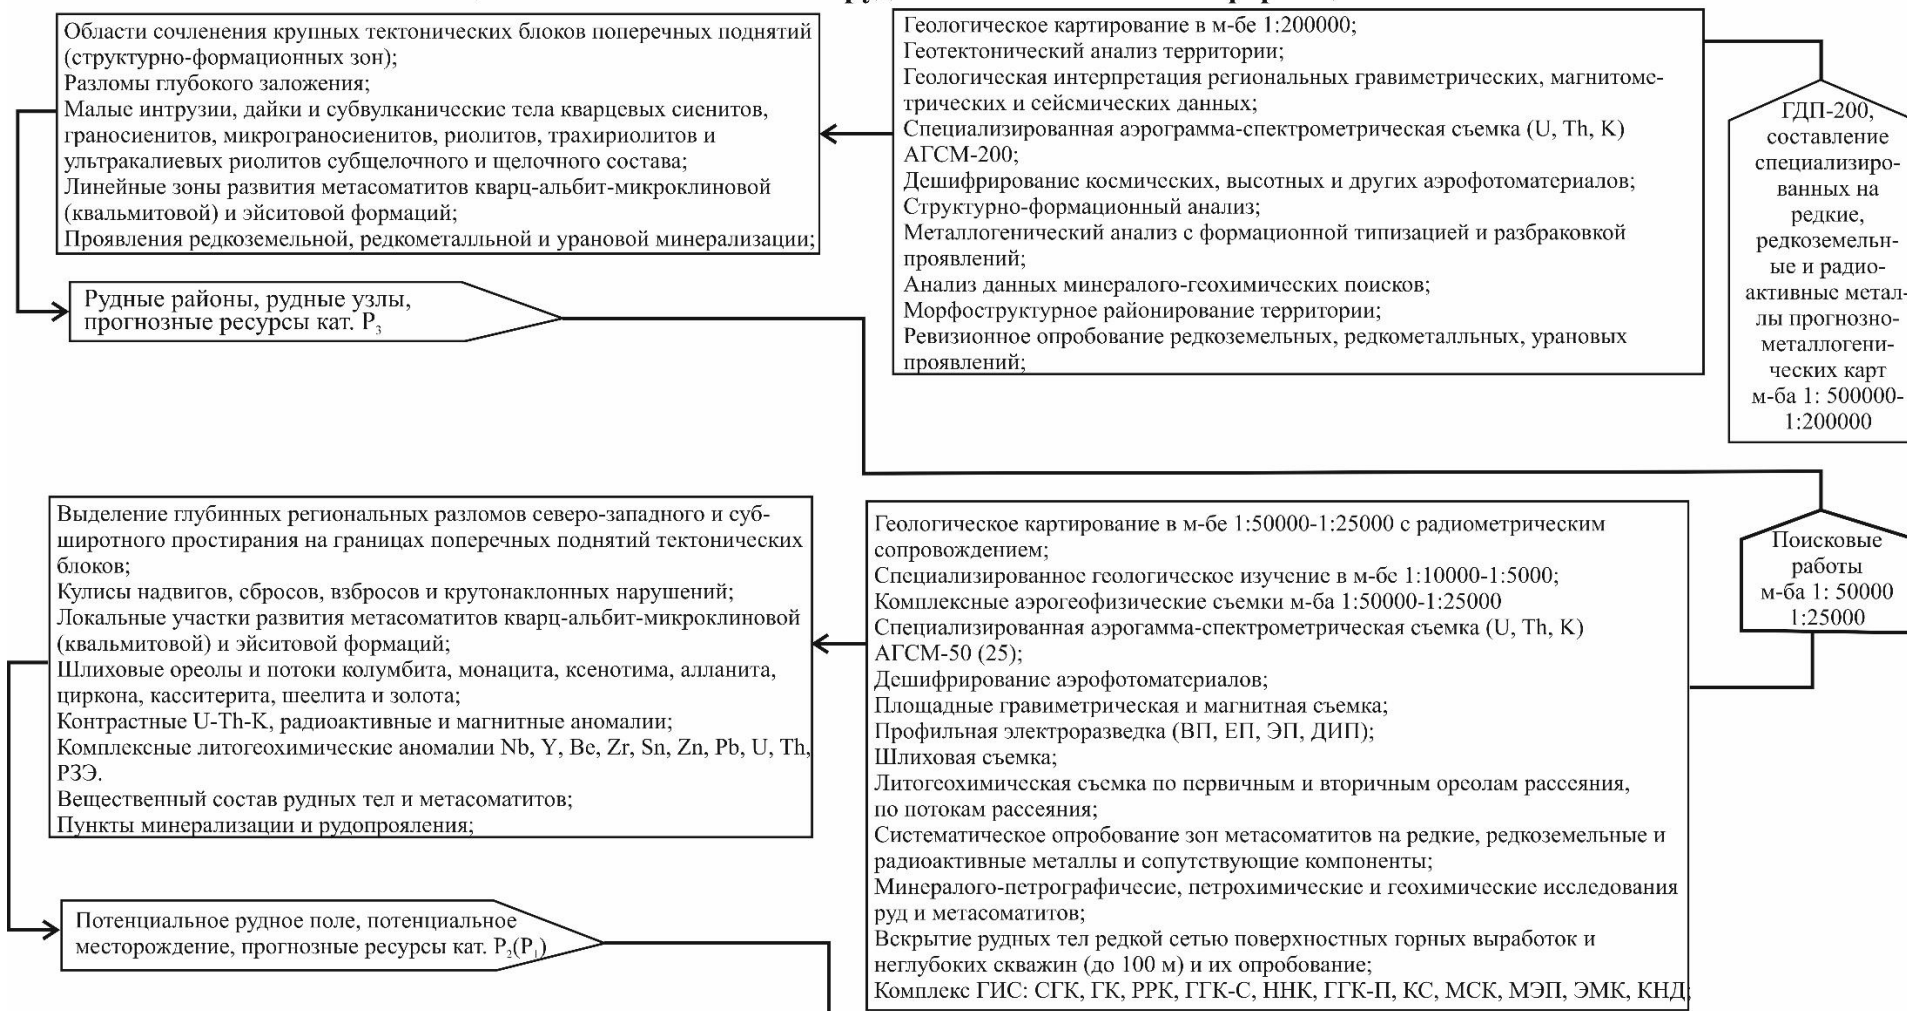 Области сочленения крупных тектонических блоков поперечных поднятий
(структурно-формационных зон);
Разломы глубокого заложения;
Малые интрузии, дайки и субвулканические тела кварцевых сиенитов,
граносиенитов, микрограносиенитов, риолитов, трахириолитов и
ультракалиевых риолитов субщелочного и щелочного состава;
Линейные зоны развития метасоматитов кварц-альбит-микроклиновой
(квальмитовой) и эйситовой формаций;
Проявления редкоземельной, редкометалльной и урановой минерализации;
Рудные районы, рудные узлы,
прогнозные ресурсы кат. P₃
Геологическое картирование в м-бе 1:200000;
Геотектонический анализ территории;
Геологическая интерпретация региональных гравиметрических, магнитоме-
трических и сейсмических данных;
Специализированная аэрограмма-спектрометрическая съемка (U, Th, K)
АГСМ-200;
Дешифрирование космических, высотных и других аэрофотоматериалов;
Структурно-формационный анализ;
Металлогенический анализ с формационной типизацией и разбраковкой
проявлений;
Анализ данных минералого-геохимических поисков;
Морфоструктурное районирование территории;
Ревизионное опробование редкоземельных, редкометалльных, урановых
проявлений;
ГДП-200,
составление
специализиро-
ванных на
редкие,
редкоземельн-
ые и радио-
активные метал-
лы прогнозно-
металлогени-
ческих карт
м-ба 1: 500000-
1:200000
Выделение глубинных региональных разломов северо-западного и суб-
широтного простирания на границах поперечных поднятий тектонических
блоков;
Кулисы надвигов, сбросов, взбросов и крутонаклонных нарушений;
Локальные участки развития метасоматитов кварц-альбит-микроклиновой
(квальмитовой) и эйситовой формаций;
Шлиховые ореолы и потоки колумбита, монацита, ксенотима, алланита,
циркона, касситерита, шеелита и золота;
Контрастные U-Th-K, радиоактивные и магнитные аномалии;
Комплексные литогеохимические аномалии Nb, Y, Be, Zr, Sn, Zn, Pb, U, Th,
РЗЭ.
Вещественный состав рудных тел и метасоматитов;
Пункты минерализации и рудопрояления;
Потенциальное рудное поле, потенциальное
месторождение, прогнозные ресурсы кат. P₂(P₁)
Геологическое картирование в м-бе 1:50000-1:25000 с радиометрическим
сопровождением;
Специализированное геологическое изучение в м-бе 1:10000-1:5000;
Комплексные аэрогеофизические съемки м-ба 1:50000-1:25000
Специализированная аэрогамма-спектрометрическая съемка (U, Th, K)
АГСМ-50 (25);
Дешифрирование аэрофотоматериалов;
Площадные гравиметрическая и магнитная съемка;
Профильная электроразведка (ВП, ЕП, ЭП, ДИП);
Шлиховая съемка;
Литогеохимическая съемка по первичным и вторичным ореолам рассеяния,
по потокам рассеяния;
Систематическое опробование зон метасоматитов на редкие, редкоземельные и
радиоактивные металлы и сопутствующие компоненты;
Минералого-петрографичесие, петрохимические и геохимические исследования
руд и метасоматитов;
Вскрытие рудных тел редкой сетью поверхностных горных выработок и
неглубоких скважин (до 100 м) и их опробование;
Комплекс ГИС: СГК, ГК, РРК, ГГК-С, ННК, ГГК-П, КС, МСК, МЭП, ЭМК, КНД;
Поисковые
работы
м-ба 1: 50000
1:25000